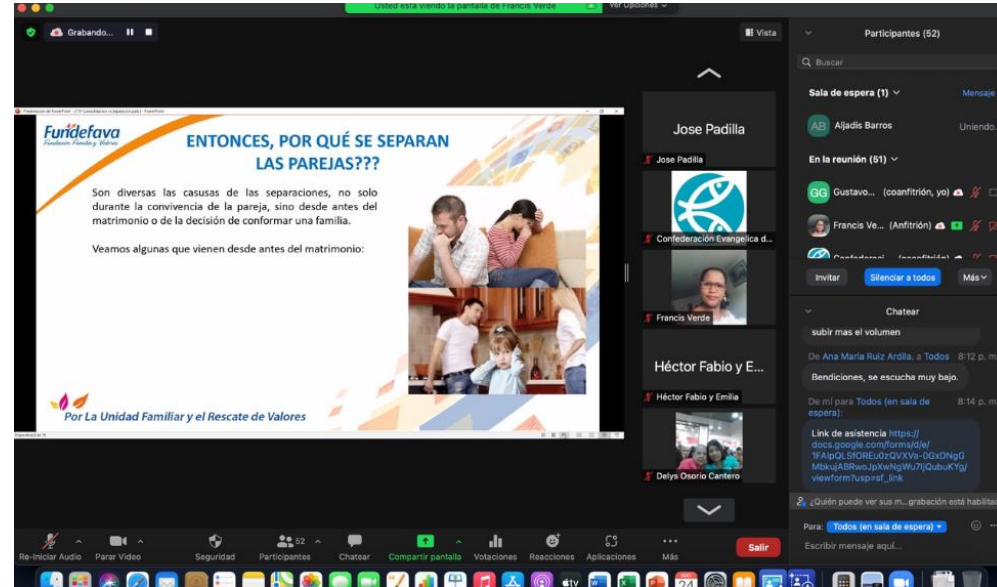 Usted está viendo la pantalla de Francis Verde
Ver Opciones
Grabando...
Vista
Fundefava
Fundación Familia y Valores
ENTONCES, POR QUÉ SE SEPARAN
LAS PAREJAS???
Son diversas las casusas de las separaciones, no solo
durante la convivencia de la pareja, sino desde antes del
matrimonio o de la decisión de conformar una familia.
Veamos algunas que vienen desde antes del matrimonio:
Por La Unidad Familiar y el Rescate de Valores
Jose Padilla
Jose Padilla
Confederación Evangelica d...
Francis Verde
Héctor Fabio y E...
Héctor Fabio y Emilia
Delys Osorio Cantero
Participantes (52)
Buscar
Sala de espera (1)
Mensaje
AB
Aljadis Barros
Uniendo.
En la reunión (51)
GG
Gustavo... (coanfitrión, yo)
Francis Ve... (Anfitrión)
Invitar
Silenciar a todos
Más
Chatear
subir mas el volumen
De Ana Maria Ruiz Ardila. a Todos 8:12 p. m
Bendiciones, se escucha muy bajo.
De mí para Todos (en sala de 8:14 p. m
espera):
Link de asistencia https://
docs.google.com/forms/d/e/
viewform?usp=sf_link
¿Quién puede ver sus m...grabación está habilitad
Para: Todos (en sala de espera)
Escribir mensaje aquí...
Re-Iniciar Audio
Parar Video
Seguridad
52
Participantes
Chatear
Compartir pantalla
Votaciones
Reacciones
Aplicaciones
Más
Salir
tv
24